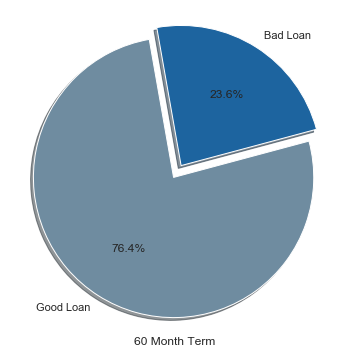 Bad Loan
23.6%
76.4%
Good Loan
60 Month Term